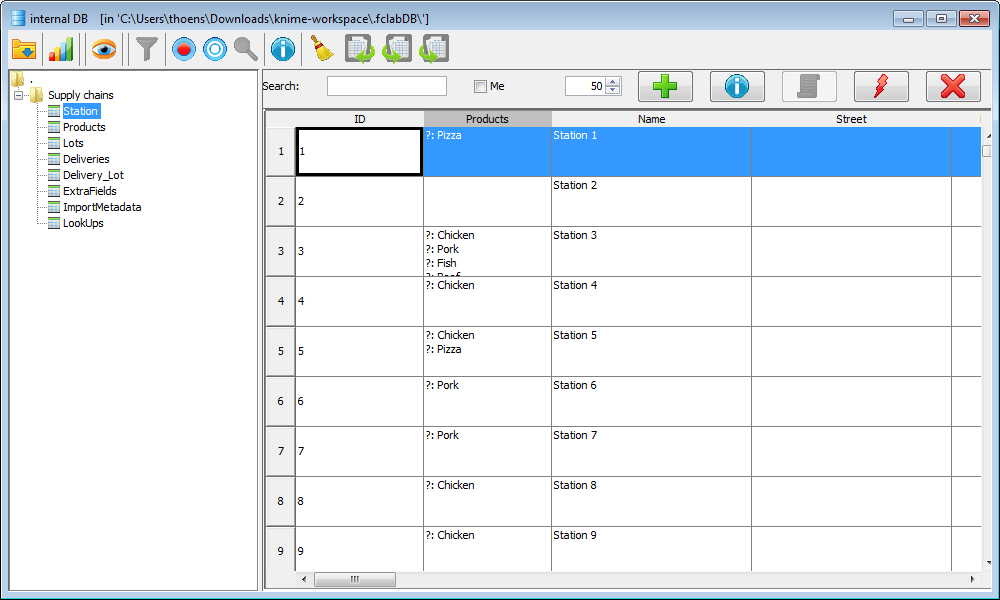 internal DB [in 'C:\Users\thoens\Downloads\knime-workspace\.fclabDB\']
.
Supply chains
Station
Products
Lots
Deliveries
Delivery_Lot
ExtraFields
ImportMetadata
LookUps
Search:
Me
50
ID Products Name Street
1 1 ?: Pizza Station 1
2 2 Station 2
3 3 ?: Chicken Station 3
?: Pork
?: Fish
?: Beef
4 4 ?: Chicken Station 4
5 5 ?: Chicken Station 5
?: Pizza
6 6 ?: Pork Station 6
7 7 ?: Pork Station 7
8 8 ?: Chicken Station 8
9 9 ?: Chicken Station 9